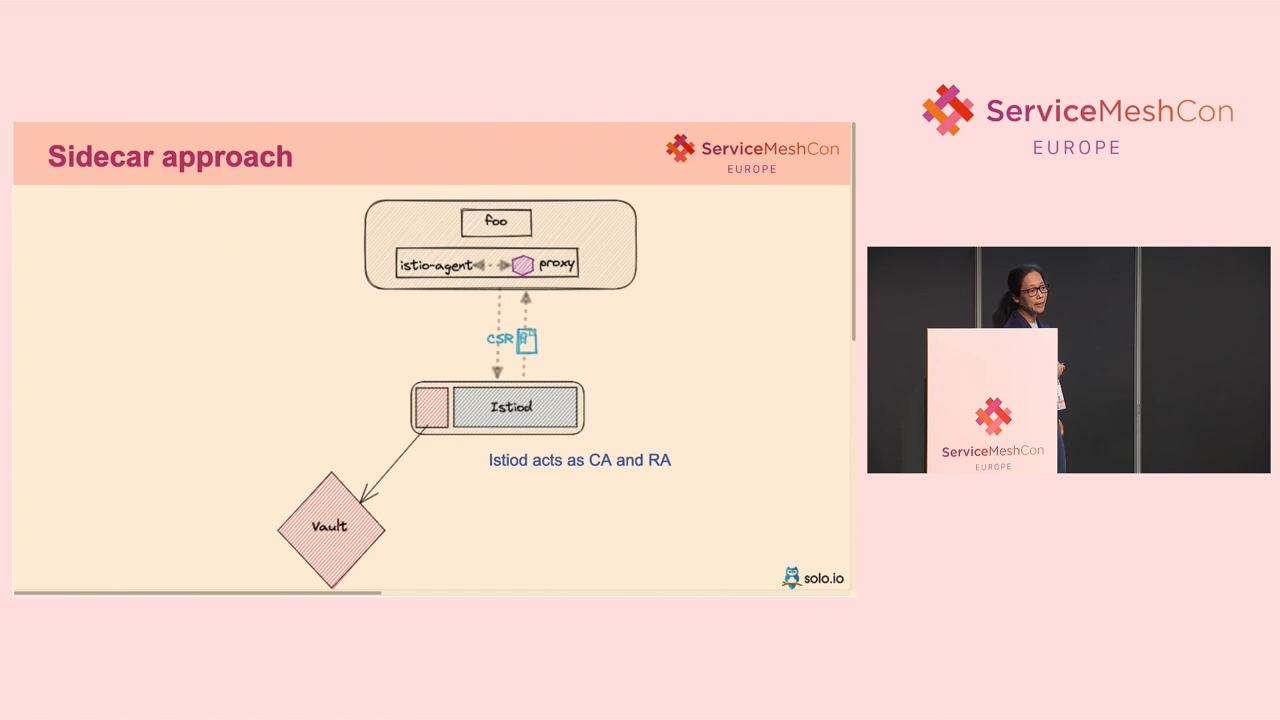 Sidecar approach
ServiceMeshCon
EUROPE
foo
istio-agent
proxy
CSR
Istiod
Istiod acts as CA and RA
Vault
solo.io
ServiceMeshCon
EUROPE
ServiceMeshCon
EUROPE